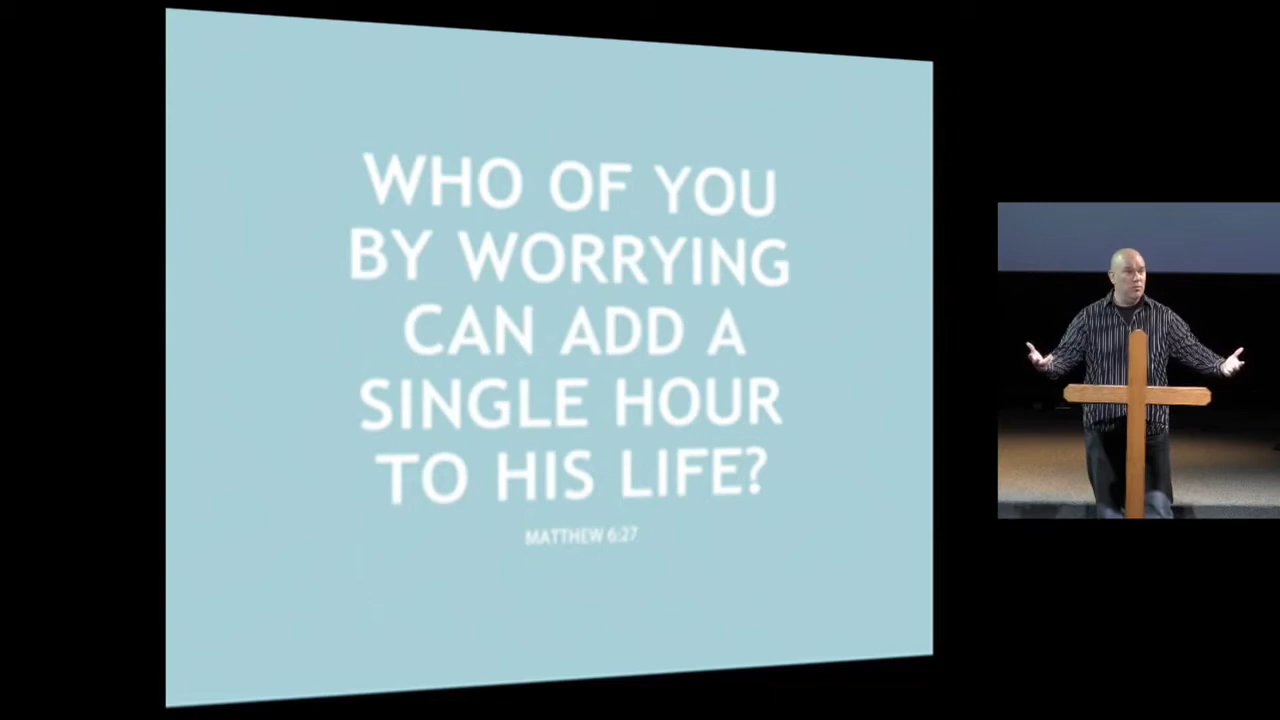 WHO OF YOU
BY WORRYING
CAN ADD A
SINGLE HOUR
TO HIS LIFE?
MATTHEW 6:27